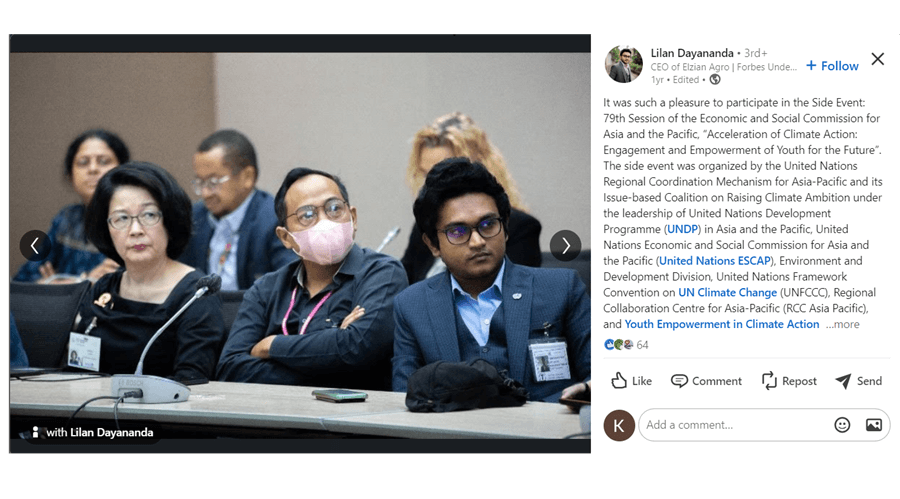 Lilan Dayananda • 3rd+
CEO of Elzian Agro | Forbes Unde...
1yr • Edited •
+ Follow
It was such a pleasure to participate in the Side Event:
79th Session of the Economic and Social Commission for
Asia and the Pacific, “Acceleration of Climate Action:
Engagement and Empowerment of Youth for the Future”.
The side event was organized by the United Nations
Regional Coordination Mechanism for Asia-Pacific and its
Issue-based Coalition on Raising Climate Ambition under
the leadership of United Nations Development
Programme (UNDP) in Asia and the Pacific, United
Nations Economic and Social Commission for Asia and
the Pacific (United Nations ESCAP), Environment and
Development Division, United Nations Framework
Convention on UN Climate Change (UNFCCC), Regional
Collaboration Centre for Asia-Pacific (RCC Asia Pacific),
and Youth Empowerment in Climate Action ...more
64
Like Comment Repost Send
K Add a comment...
with Lilan Dayananda